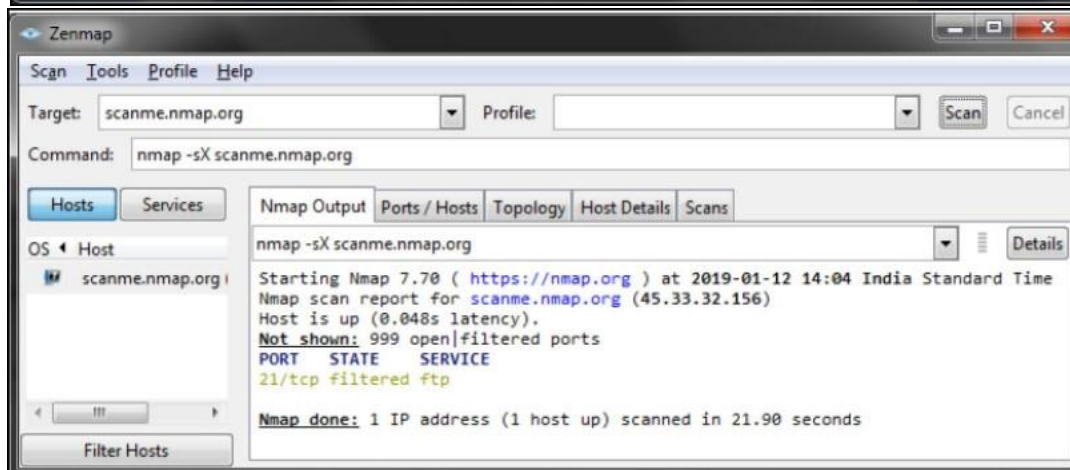 Zenmap
Scan Tools Profile Help
Target: scanme.nmap.org Profile: Scan Cancel
Command: nmap -sX scanme.nmap.org
Hosts Services Nmap Output Ports / Hosts Topology Host Details Scans
nmap -sX scanme.nmap.org Details
OS Host
scanme.nmap.org (
Starting Nmap 7.70 ( https://nmap.org ) at 2019-01-12 14:04 India Standard Time
Nmap scan report for scanme.nmap.org (45.33.32.156)
Host is up (0.048s latency).
Not shown: 999 open|filtered ports
PORT STATE SERVICE
21/tcp filtered ftp
Nmap done: 1 IP address (1 host up) scanned in 21.90 seconds
Filter Hosts